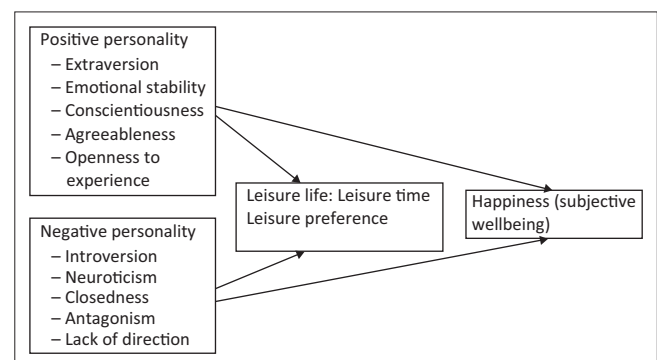 Positive personality
– Extraversion
– Emotional stability
– Conscientiousness
– Agreeableness
– Openness to
experience
Negative personality
– Introversion
– Neuroticism
– Closedness
– Antagonism
– Lack of direction
Leisure life: Leisure time
Leisure preference
Happiness (subjective
wellbeing)